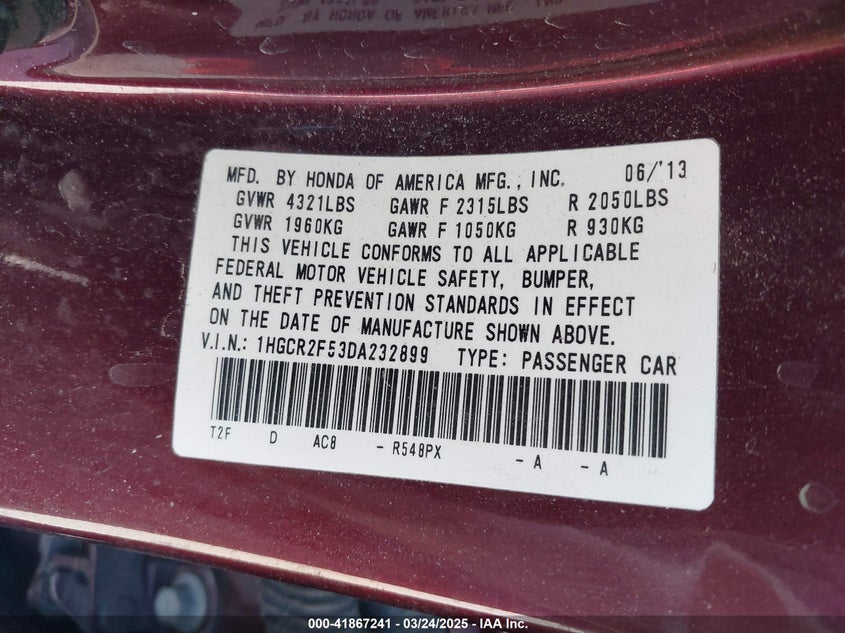 MFD. BY HONDA OF AMERICA MFG., INC. 06/'13
GVWR 4321LBS GAWR F 2315LBS R 2050LBS
GVWR 1960KG GAWR F 1050KG R 930KG
THIS VEHICLE CONFORMS TO ALL APPLICABLE
FEDERAL MOTOR VEHICLE SAFETY, BUMPER,
AND THEFT PREVENTION STANDARDS IN EFFECT
ON THE DATE OF MANUFACTURE SHOWN ABOVE.
V.I.N.: 1HGCR2F53DA232899 TYPE: PASSENGER CAR
T2F D AC8 - R548PX - A - A
000-41867241 - 03/24/2025 - IAA Inc.